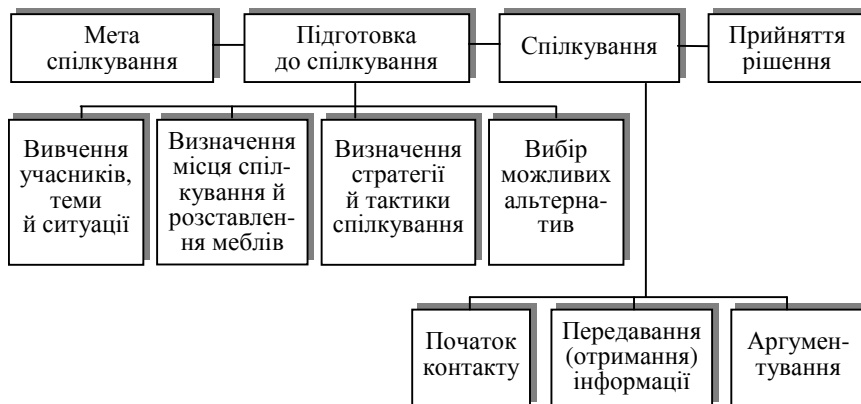 Мета
спілкування
Підготовка
до спілкування
Спілкування
Прийняття
рішення
Вивчення
учасників,
теми
й ситуації
Визначення
місця спіл-
кування й
розставлен-
ня меблів
Визначення
стратегії
й тактики
спілкування
Вибір
можливих
альтерна-
тив
Початок
контакту
Передавання
(отримання)
інформації
Аргумен-
тування